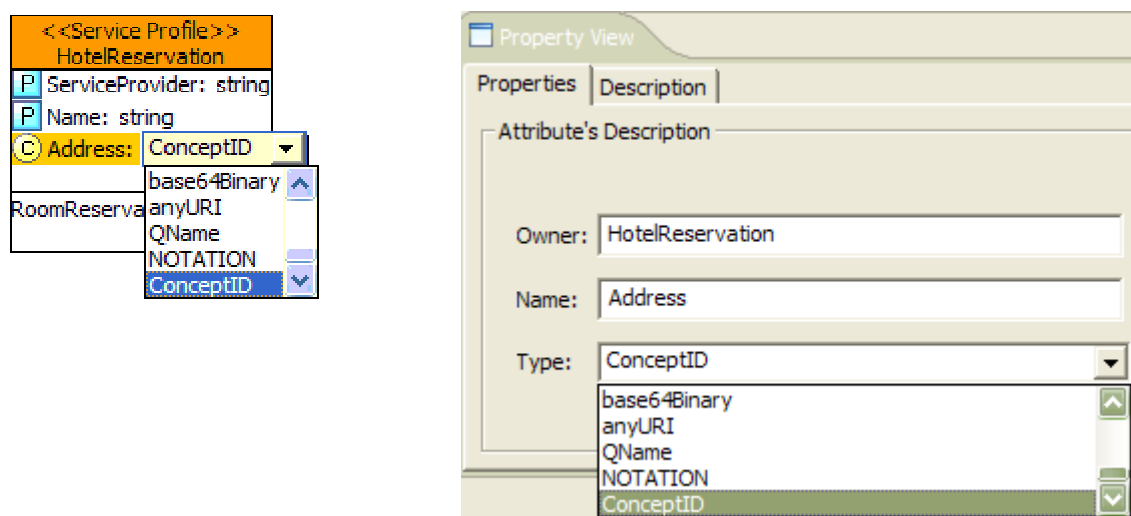 <<Service Profile>>
HotelReservation
P ServiceProvider: string
P Name: string
C Address: ConceptID
base64Binary
RoomReserva anyURI
QName
NOTATION
ConceptID
Property View
Properties Description
Attribute's Description
Owner: HotelReservation
Name: Address
Type: ConceptID
base64Binary
anyURI
QName
NOTATION
ConceptID